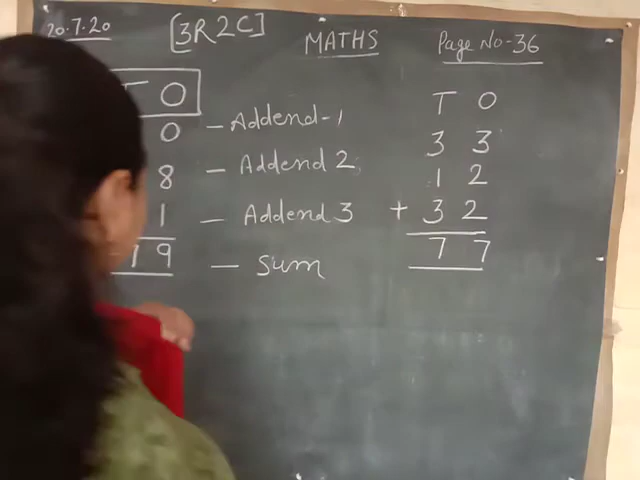 20.7.20 [3R2C] MATHS Page No-36
T O
0 - Addend-1
8 - Addend 2
1 - Addend 3
79 - Sum
T O
3 3
1 2
+ 3 2
7 7